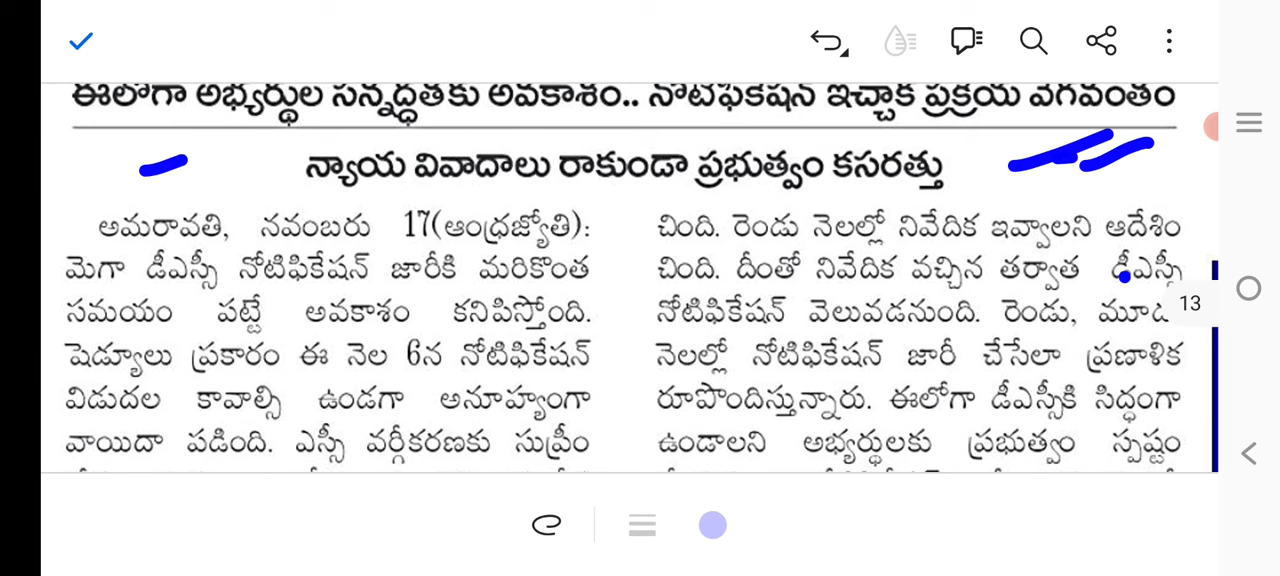 ఈలోగా అభ్యర్థుల సన్నద్ధతకు అవకాశం.. నోటిఫికేషన్ ఇచ్చాక ప్రక్రియ వేగవంతం
న్యాయ వివాదాలు రాకుండా ప్రభుత్వం కసరత్తు
అమరావతి, నవంబరు 17(ఆంధ్రజ్యోతి):
మెగా డీఎస్సీ నోటిఫికేషన్ జారీకి మరికొంత
సమయం పట్టే అవకాశం కనిపిస్తోంది.
షెడ్యూలు ప్రకారం ఈ నెల 6న నోటిఫికేషన్
విడుదల కావాల్సి ఉండగా అనూహ్యంగా
వాయిదా పడింది. ఎస్సీ వర్గీకరణకు సుప్రీం
చింది. రెండు నెలల్లో నివేదిక ఇవ్వాలని ఆదేశిం
చింది. దీంతో నివేదిక వచ్చిన తర్వాత డీఎస్సీ
నోటిఫికేషన్ వెలువడనుంది. రెండు,
నెలల్లో నోటిఫికేషన్ జారీ చేసేలా ప్రణాళిక
రూపొందిస్తున్నారు. ఈలోగా డీఎస్సీకి సిద్ధంగా
ఉండాలని అభ్యర్థులకు ప్రభుత్వం స్పష్టం
13